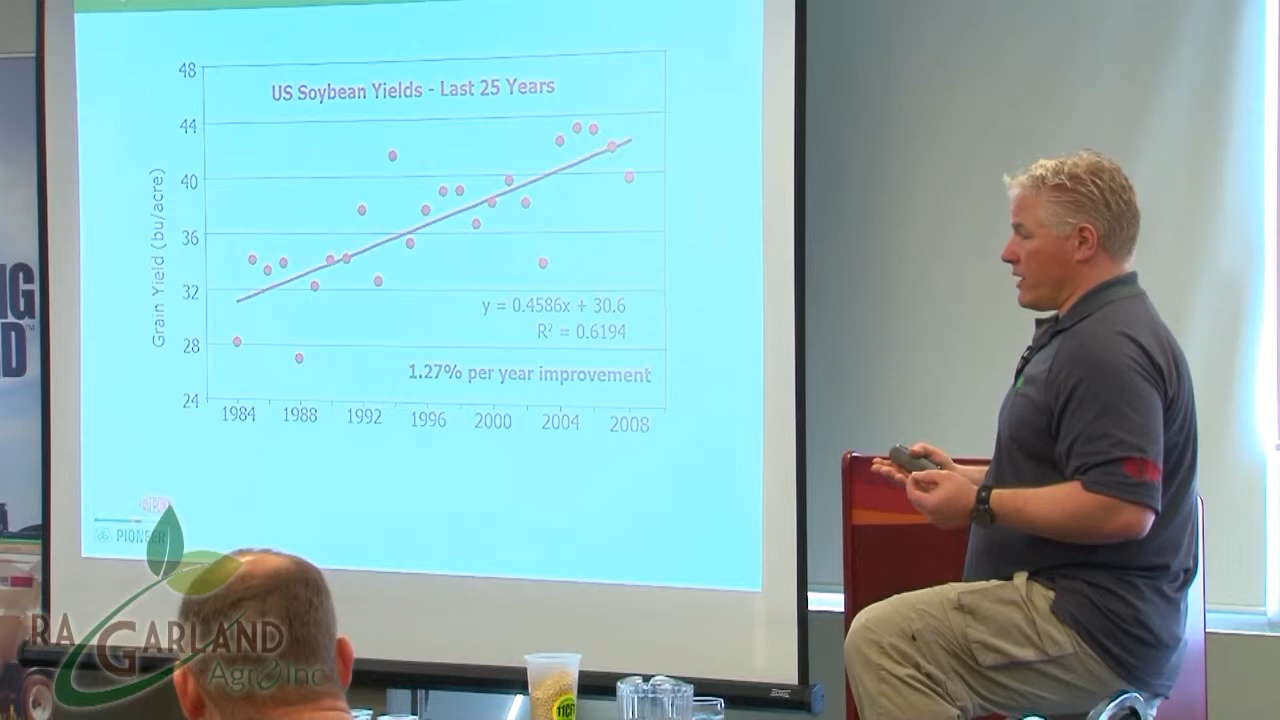 US Soybean Yields - Last 25 Years
Grain Yield (bu/acre)
48
44
40
36
32
28
24
y = 0.4586x + 30.6
R² = 0.6194
1.27% per year improvement
1984
1988
1992
1996
2000
2004
2008
PIONEER
RA GARLAND
Agro Inc